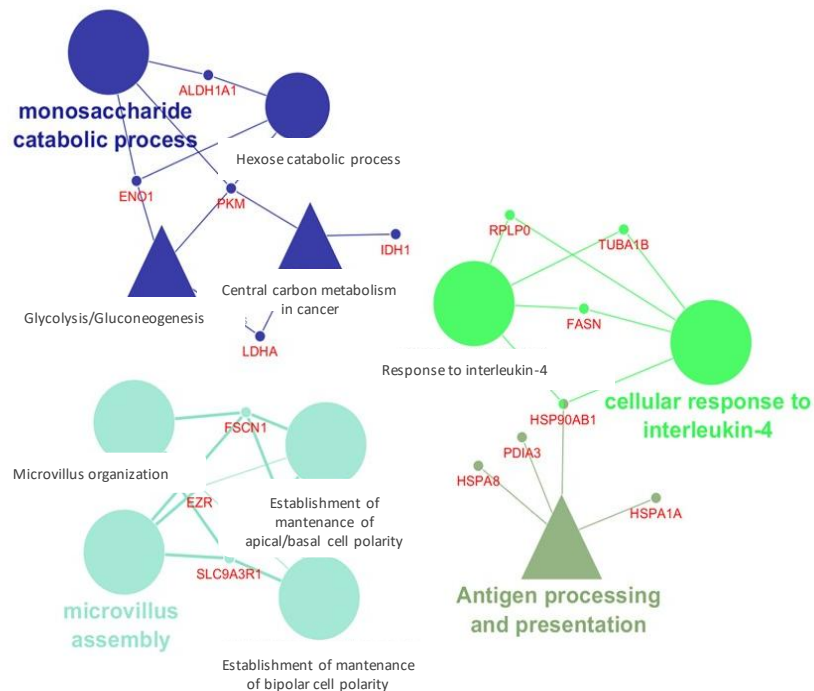 ALDH1A1
monosaccharide
catabolic process
Hexose catabolic process
ENO1
PKM
IDH1
Central carbon metabolism
in cancer
Glycolysis/Gluconeogenesis
LDHA
RPLP0
TUBA1B
FASN
Response to interleukin-4
cellular response to
interleukin-4
HSP90AB1
PDIA3
HSPA8
HSPA1A
Antigen processing
and presentation
FSCN1
Microvillus organization
EZR
Establishment of
mantenance of
apical/basal cell polarity
SLC9A3R1
microvillus
assembly
Establishment of mantenance
of bipolar cell polarity